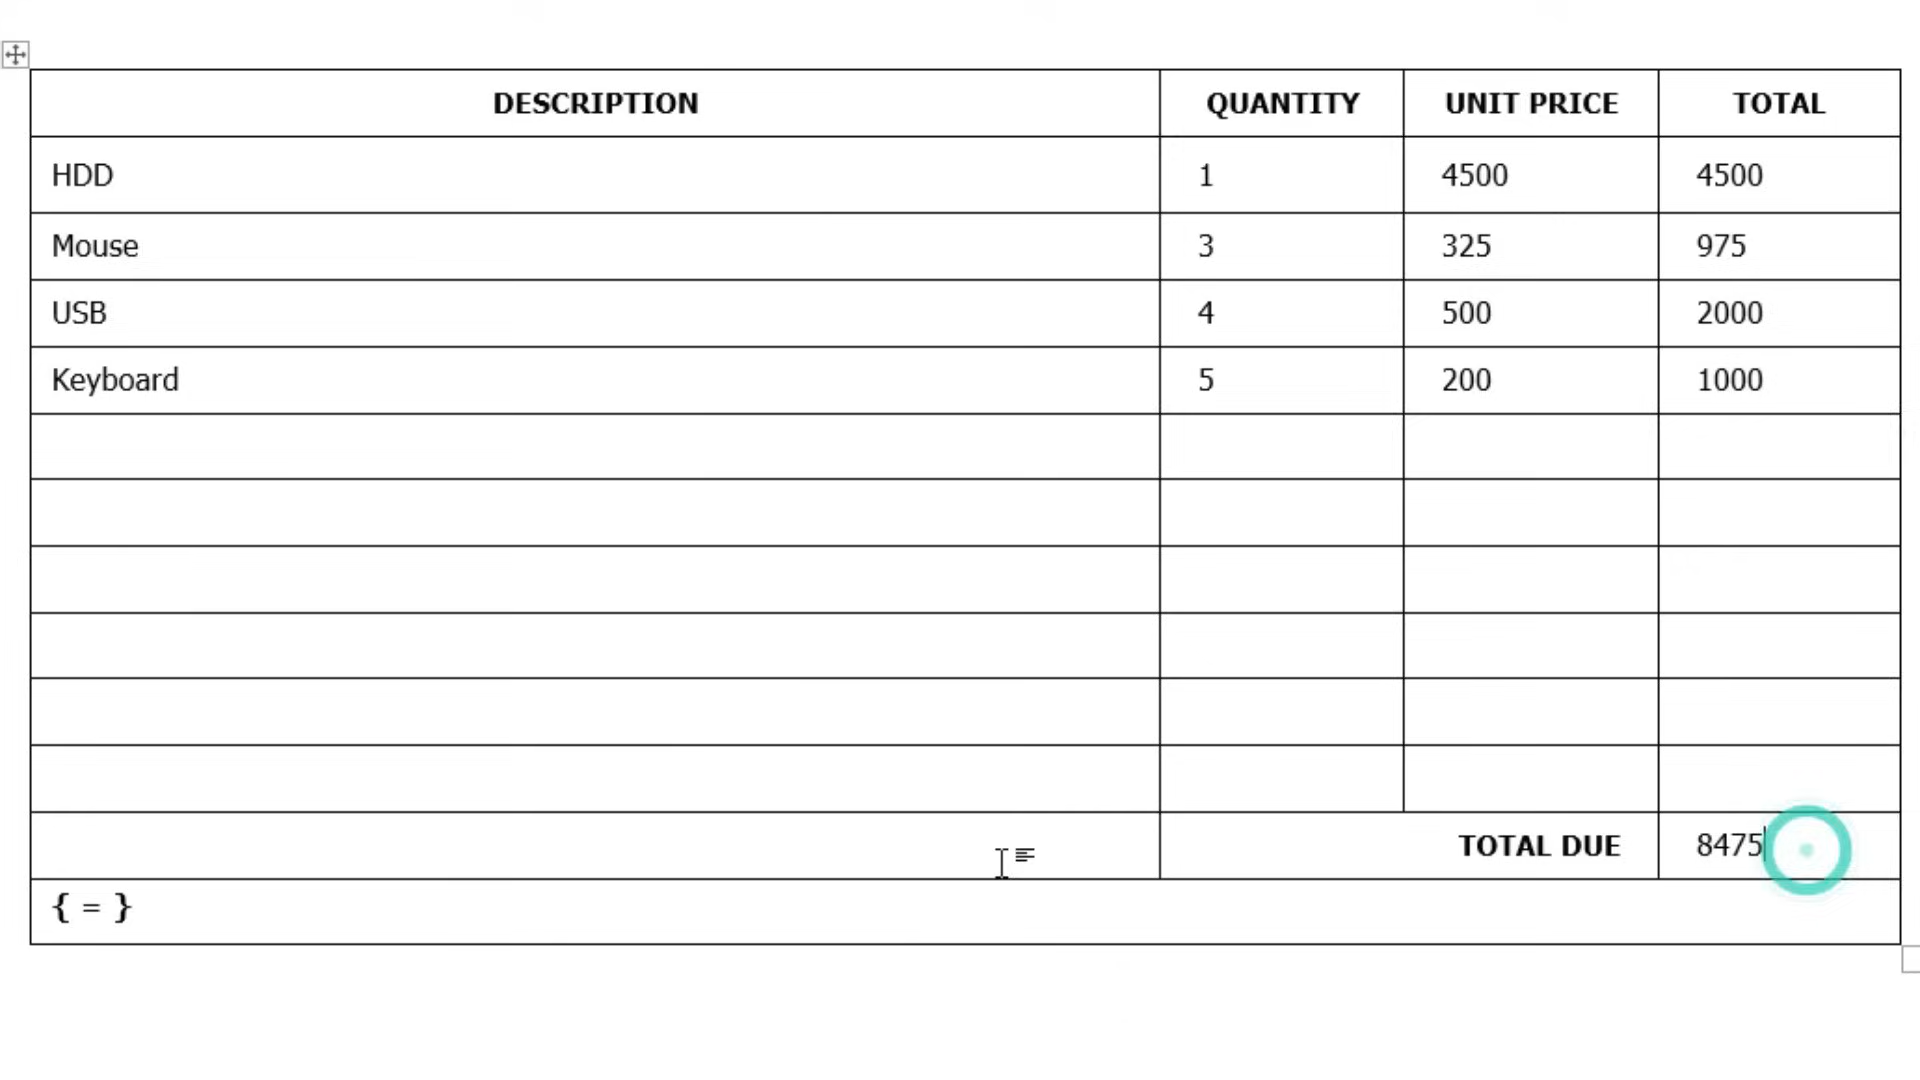 DESCRIPTION QUANTITY UNIT PRICE TOTAL
HDD 1 4500 4500
Mouse 3 325 975
USB 4 500 2000
Keyboard 5 200 1000
TOTAL DUE 8475
{ = }